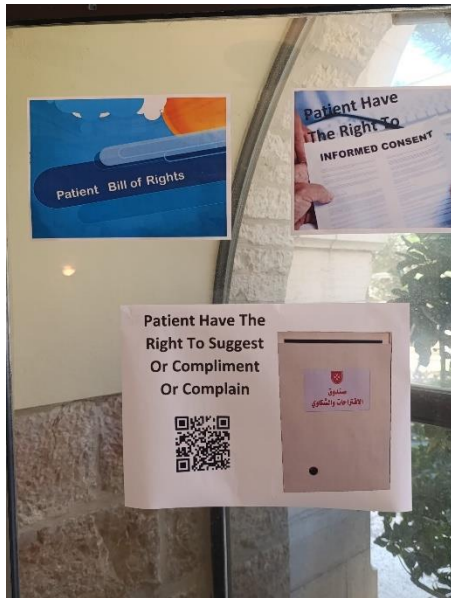 Patient Bill of Rights
Patient Have
The Right To
INFORMED CONSENT
Patient Have The
Right To Suggest
Or Compliment
Or Complain
صندوق
الاقتراحات والشكاوي